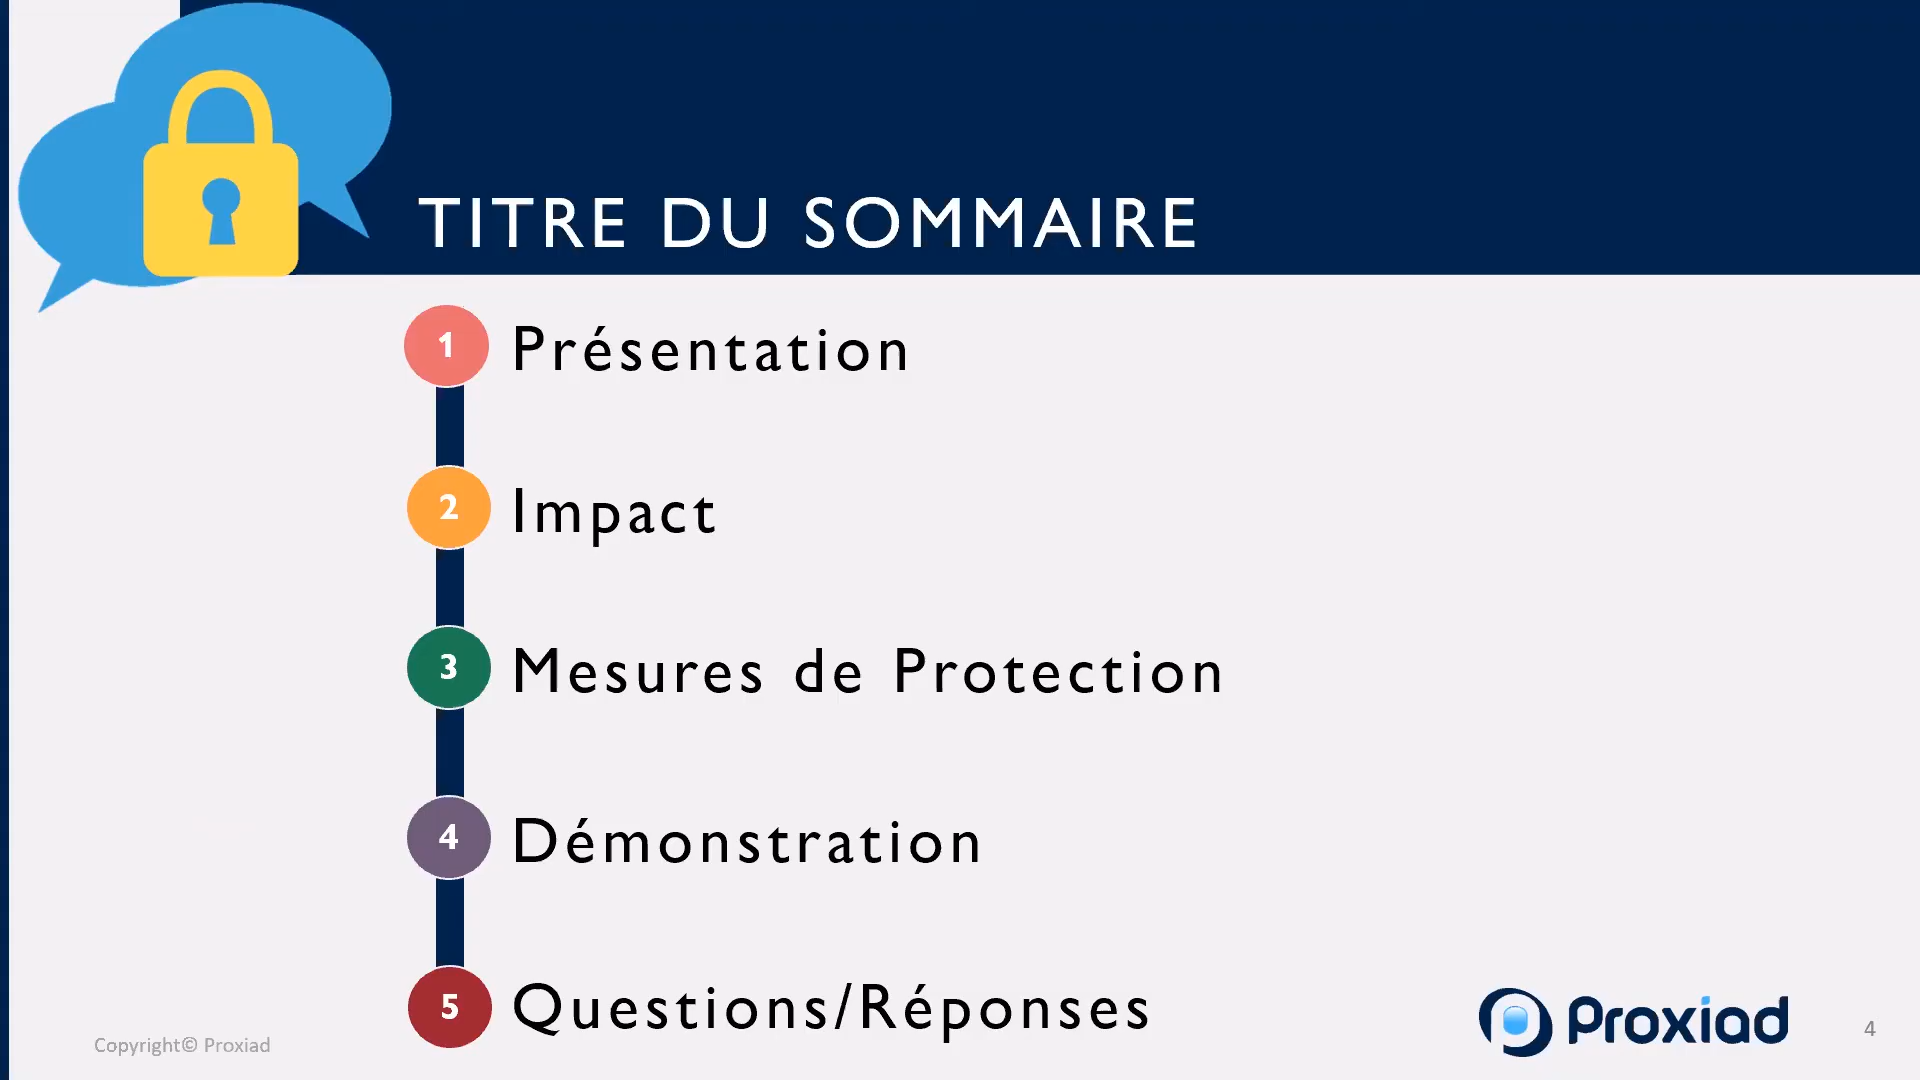 TITRE DU SOMMAIRE
1 Présentation
2 Impact
3 Mesures de Protection
4 Démonstration
5 Questions/Réponses
Copyright© Proxiad
Proxiad
4